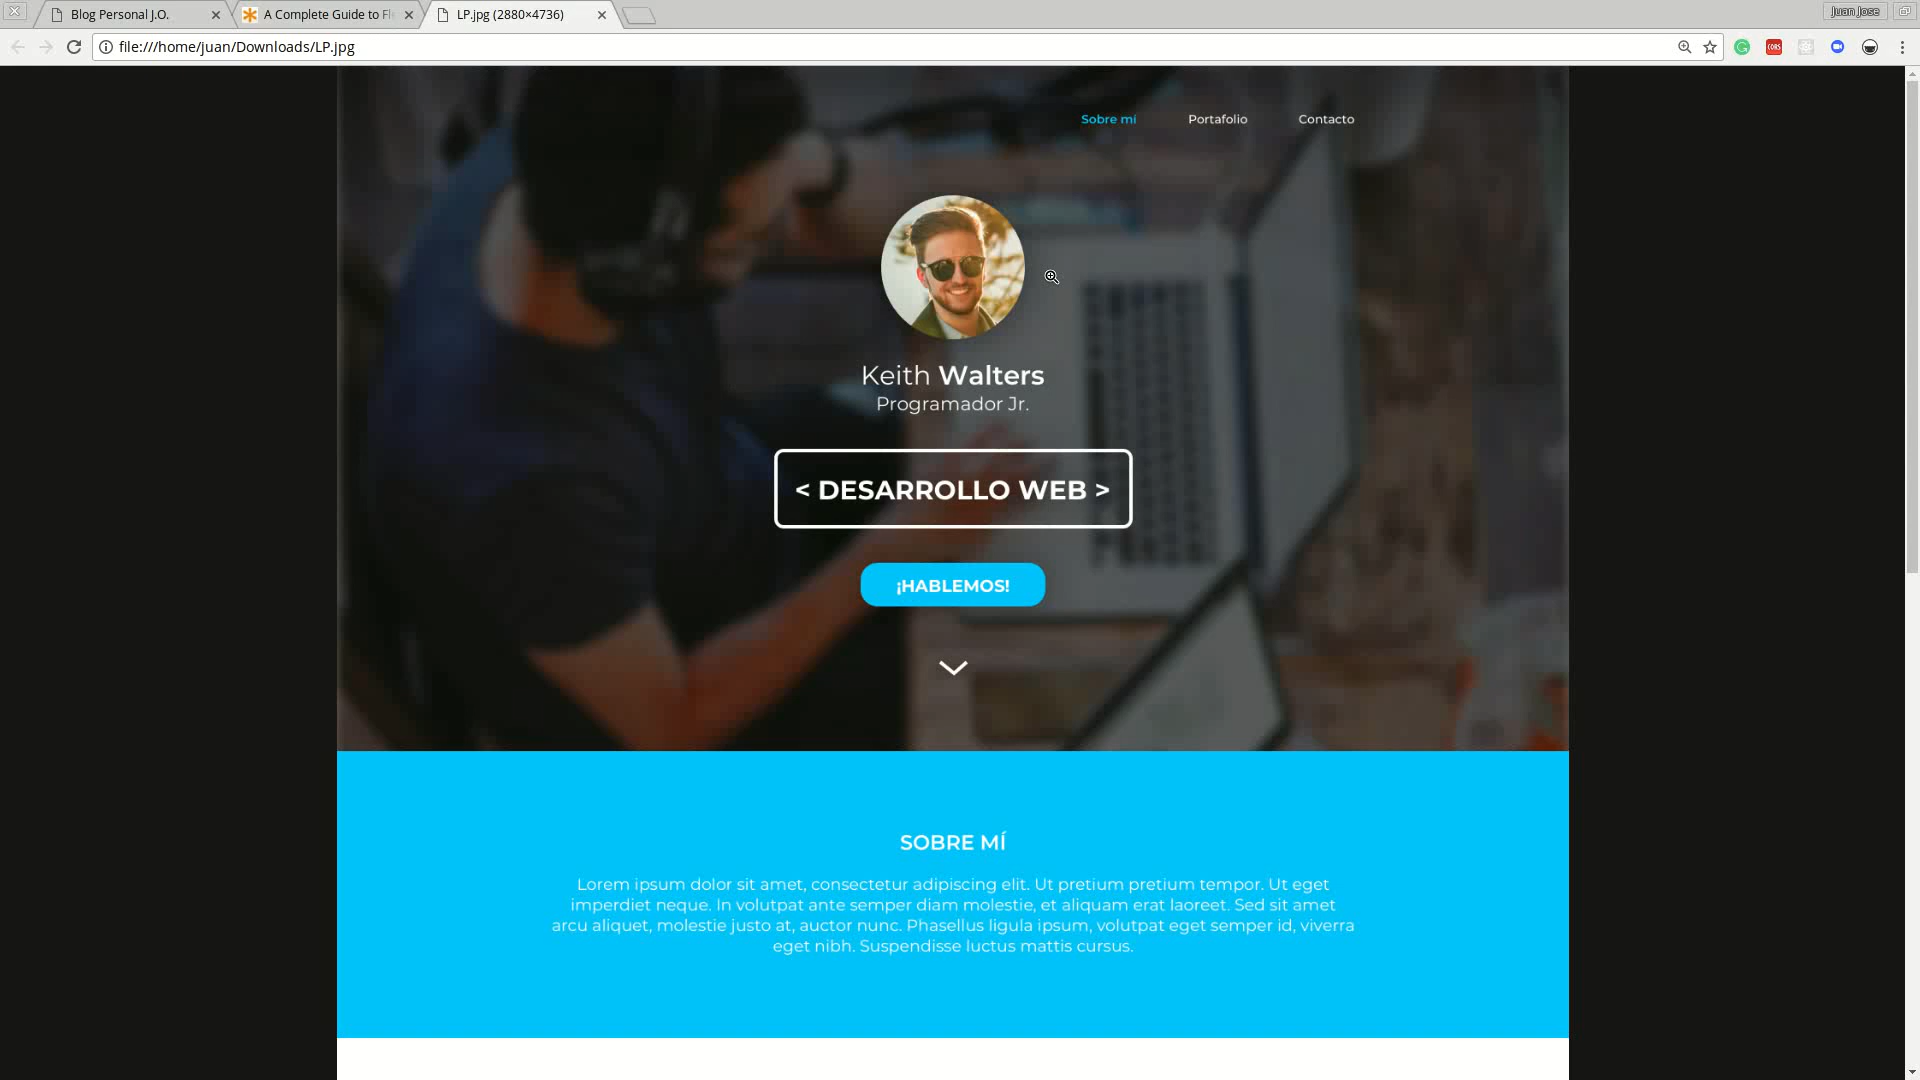 Blog Personal J.O.
A Complete Guide to Fl
LP.jpg (2880×4736)
Juan Jose
file:///home/juan/Downloads/LP.jpg
Sobre mí
Portafolio
Contacto
Keith Walters
Programador Jr.
< DESARROLLO WEB >
¡HABLEMOS!
SOBRE MÍ
Lorem ipsum dolor sit amet, consectetur adipiscing elit. Ut pretium pretium tempor. Ut eget
imperdiet neque. In volutpat ante semper diam molestie, et aliquam erat laoreet. Sed sit amet
arcu aliquet, molestie justo at, auctor nunc. Phasellus ligula ipsum, volutpat eget semper id, viverra
eget nibh. Suspendisse luctus mattis cursus.